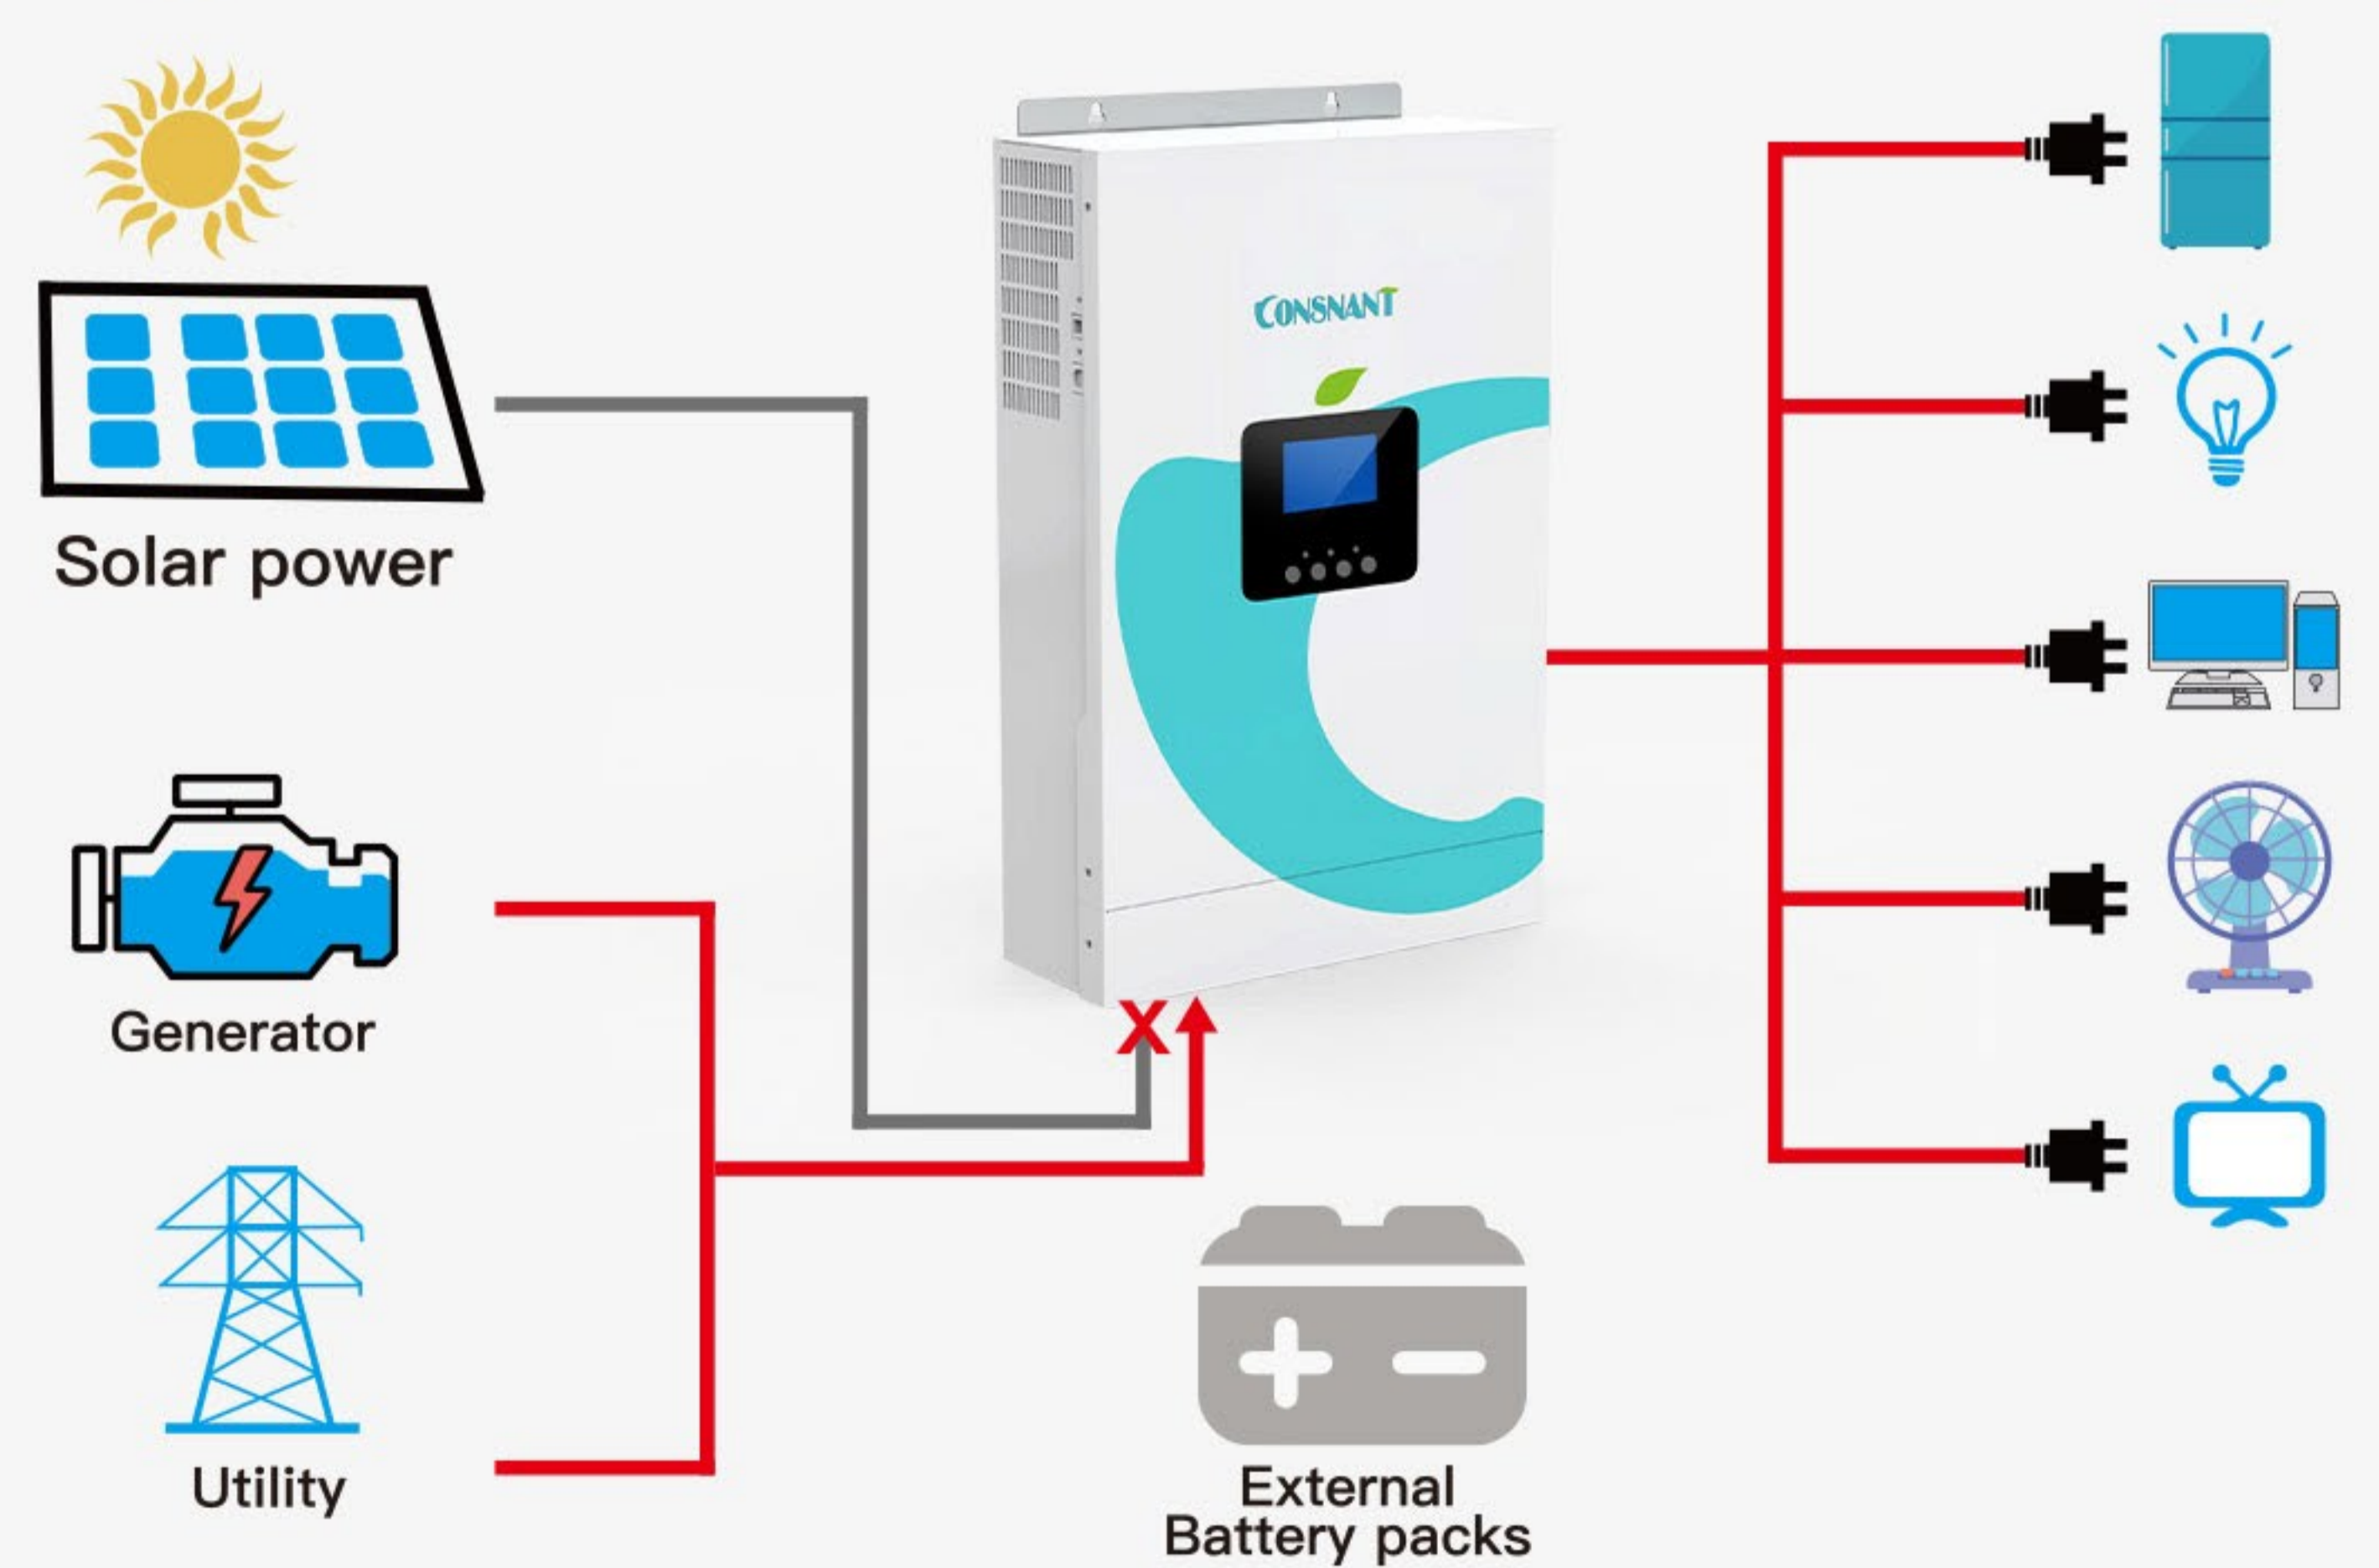 CONSNANT
Solar power
Generator
X
Utility
External
Battery packs